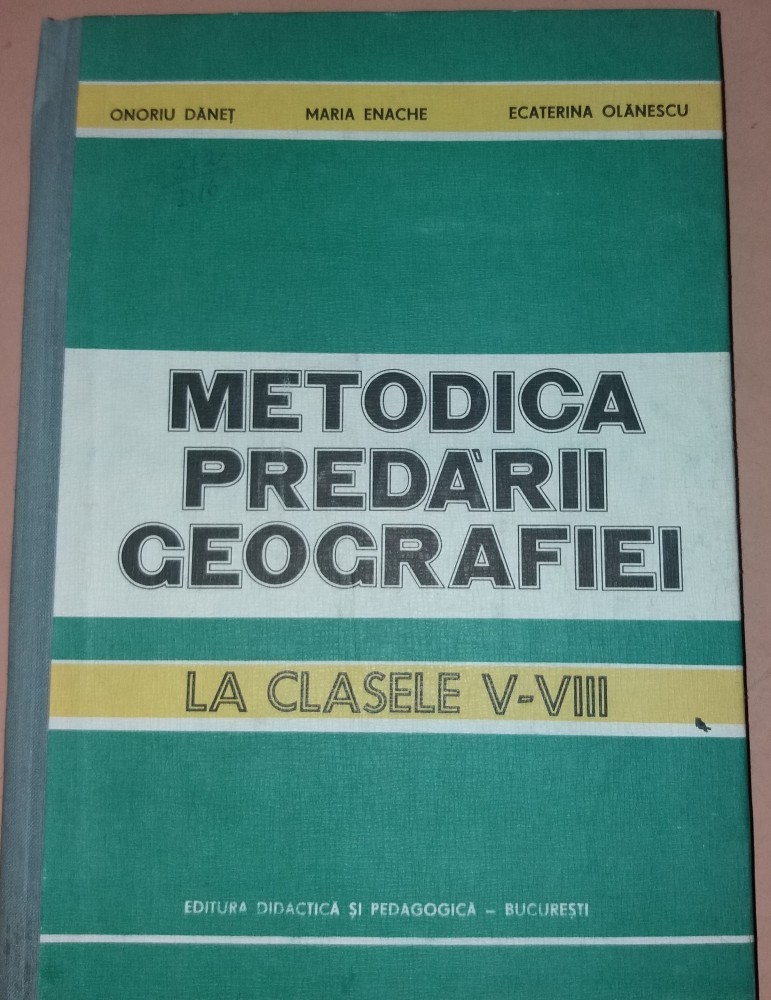 ONORIU DĂNEȚ MARIA ENACHE ECATERINA OLĂNESCU
METODICA
PREDĂRII
GEOGRAFIEI
LA CLASELE V-VIII
EDITURA DIDACTICĂ ȘI PEDAGOGICĂ – BUCUREȘTI